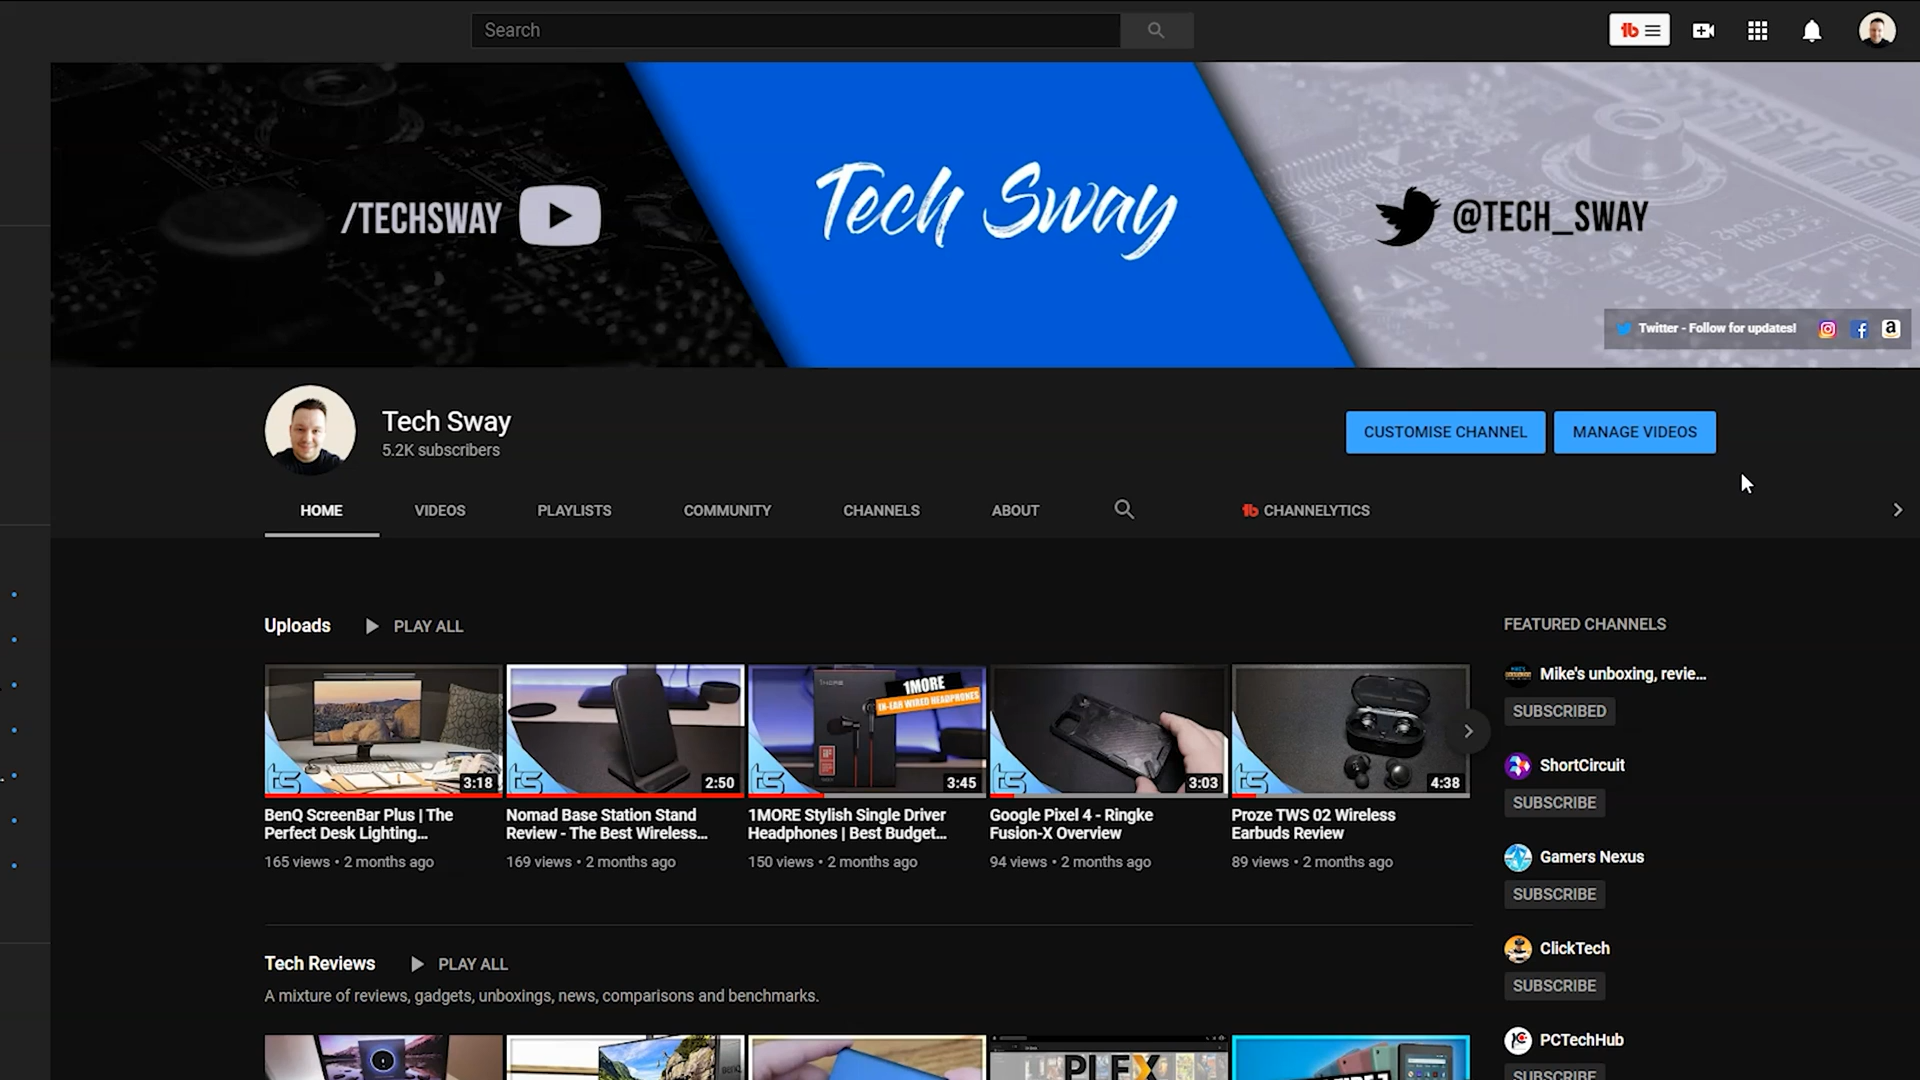 Search
/TECHSWAY
Tech Sway
@TECH_SWAY
Twitter - Follow for updates!
Tech Sway
5.2K subscribers
CUSTOMISE CHANNEL
MANAGE VIDEOS
HOME
VIDEOS
PLAYLISTS
COMMUNITY
CHANNELS
ABOUT
CHANNELYTICS
Uploads
PLAY ALL
3:18
BenQ ScreenBar Plus | The
Perfect Desk Lighting...
165 views • 2 months ago
2:50
Nomad Base Station Stand
Review - The Best Wireless...
169 views • 2 months ago
1MORE
IN-EAR WIRED HEADPHONES
3:45
1MORE Stylish Single Driver
Headphones | Best Budget...
150 views • 2 months ago
3:03
Google Pixel 4 - Ringke
Fusion-X Overview
94 views • 2 months ago
4:38
Proze TWS 02 Wireless
Earbuds Review
89 views • 2 months ago
FEATURED CHANNELS
Mike's unboxing, revie...
SUBSCRIBED
ShortCircuit
SUBSCRIBE
Gamers Nexus
SUBSCRIBE
ClickTech
SUBSCRIBE
PCTechHub
SUBSCRIBE
Tech Reviews
PLAY ALL
A mixture of reviews, gadgets, unboxings, news, comparisons and benchmarks.
PLEX